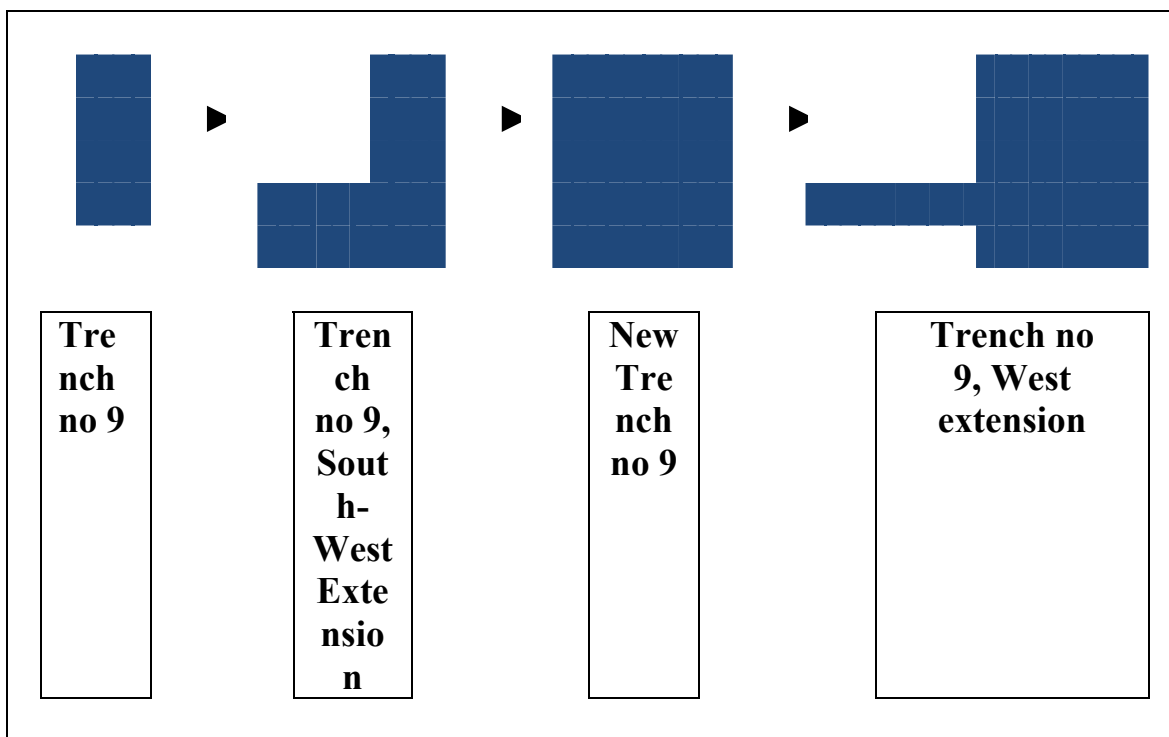 Tre
nch
no 9
Tren
ch
no 9,
Sout
h-
West
Exte
nsio
n
New
Tre
nch
no 9
Trench no
9, West
extension